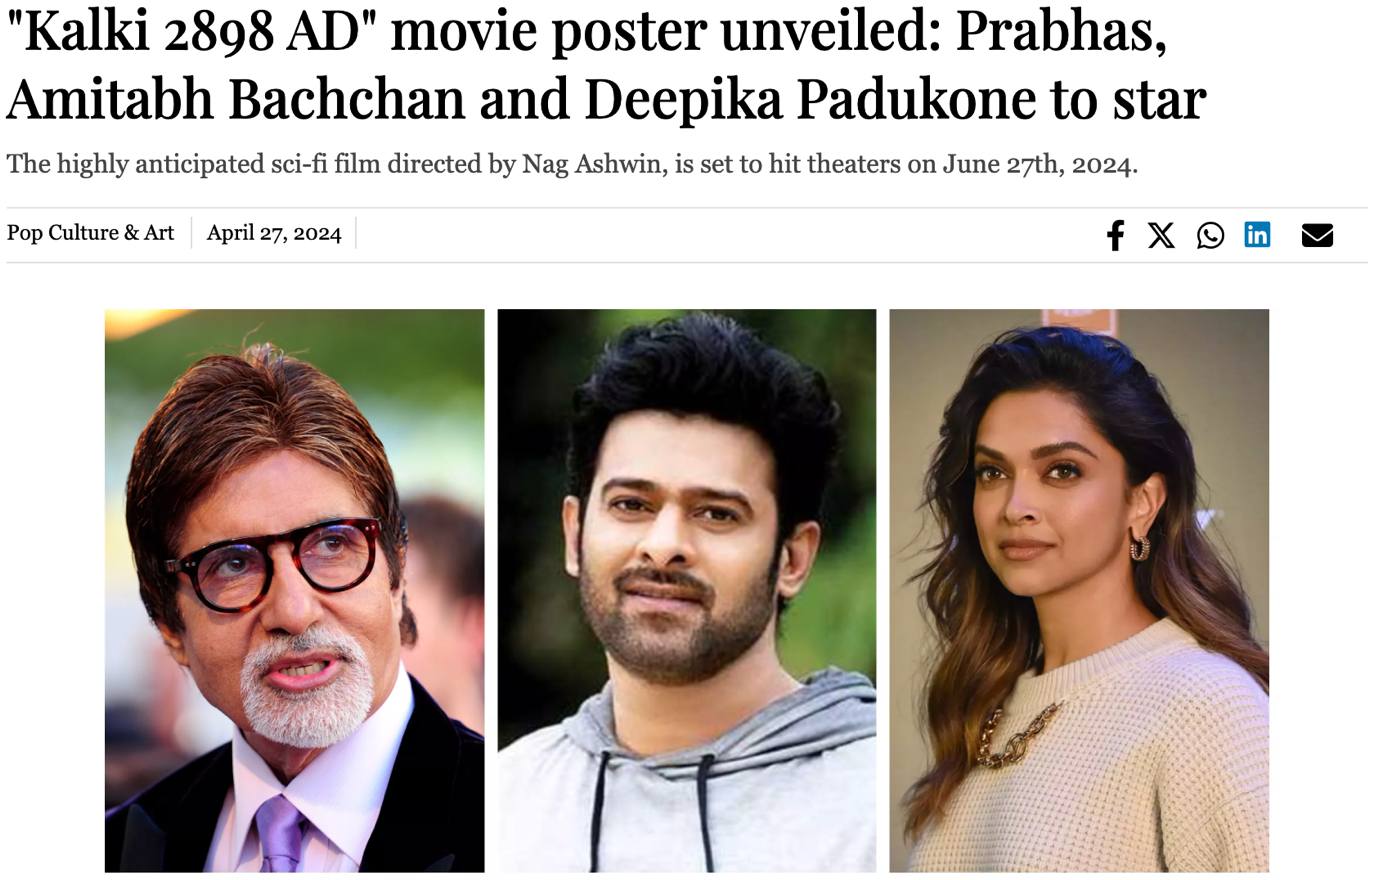 "Kalki 2898 AD" movie poster unveiled: Prabhas,
Amitabh Bachchan and Deepika Padukone to star
The highly anticipated sci-fi film directed by Nag Ashwin, is set to hit theaters on June 27th, 2024.
Pop Culture & Art
April 27, 2024